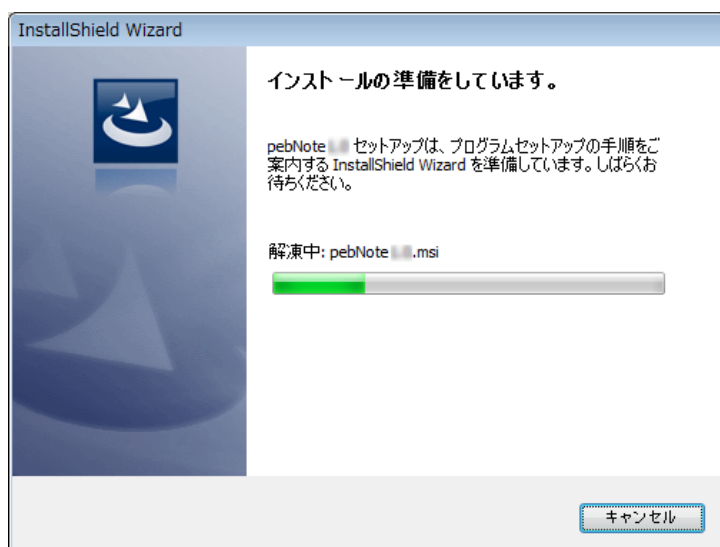 InstallShield Wizard
インストールの準備をしています。
pebNote セットアップは、プログラムセットアップの手順をご
案内する InstallShield Wizard を準備しています。しばらくお
待ちください。
解凍中: pebNote .msi
キャンセル